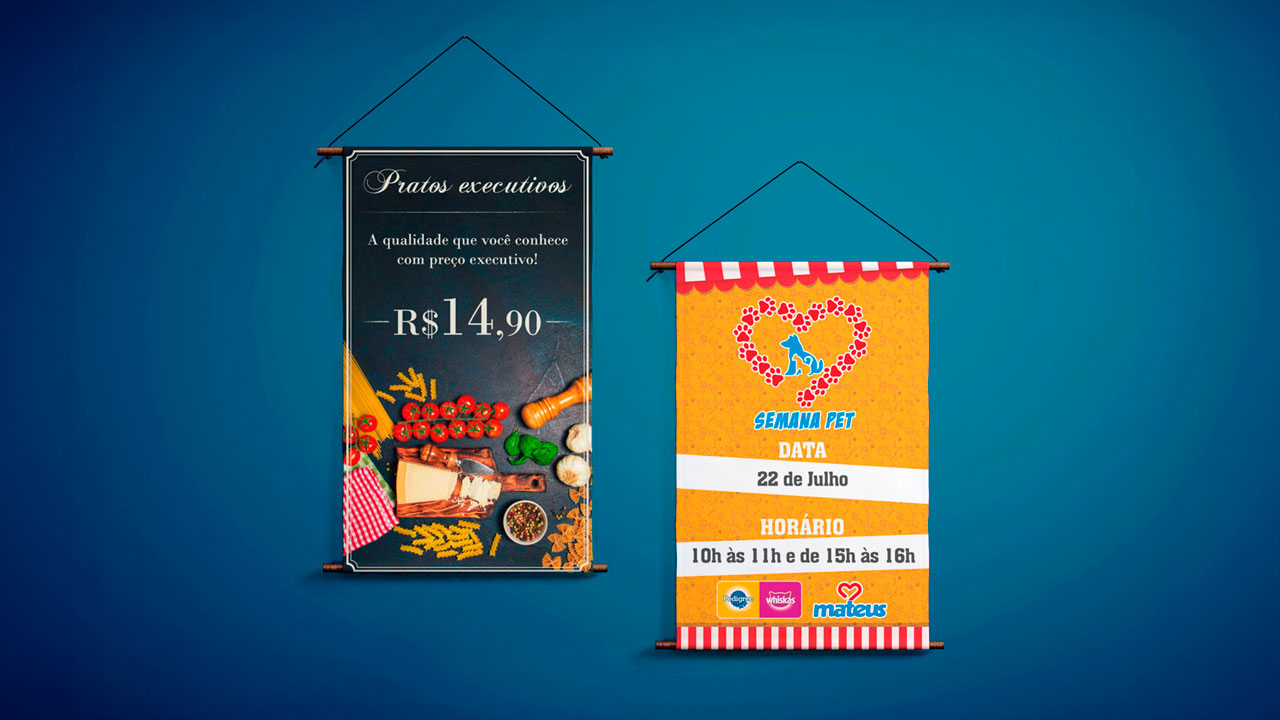 Pratos executivos
A qualidade que você conhece
com preço executivo!
R$14,90
SEMANA PET
DATA
22 de Julho
HORÁRIO
10h às 11h e de 15h às 16h
Pedigree
whiskas
mateus